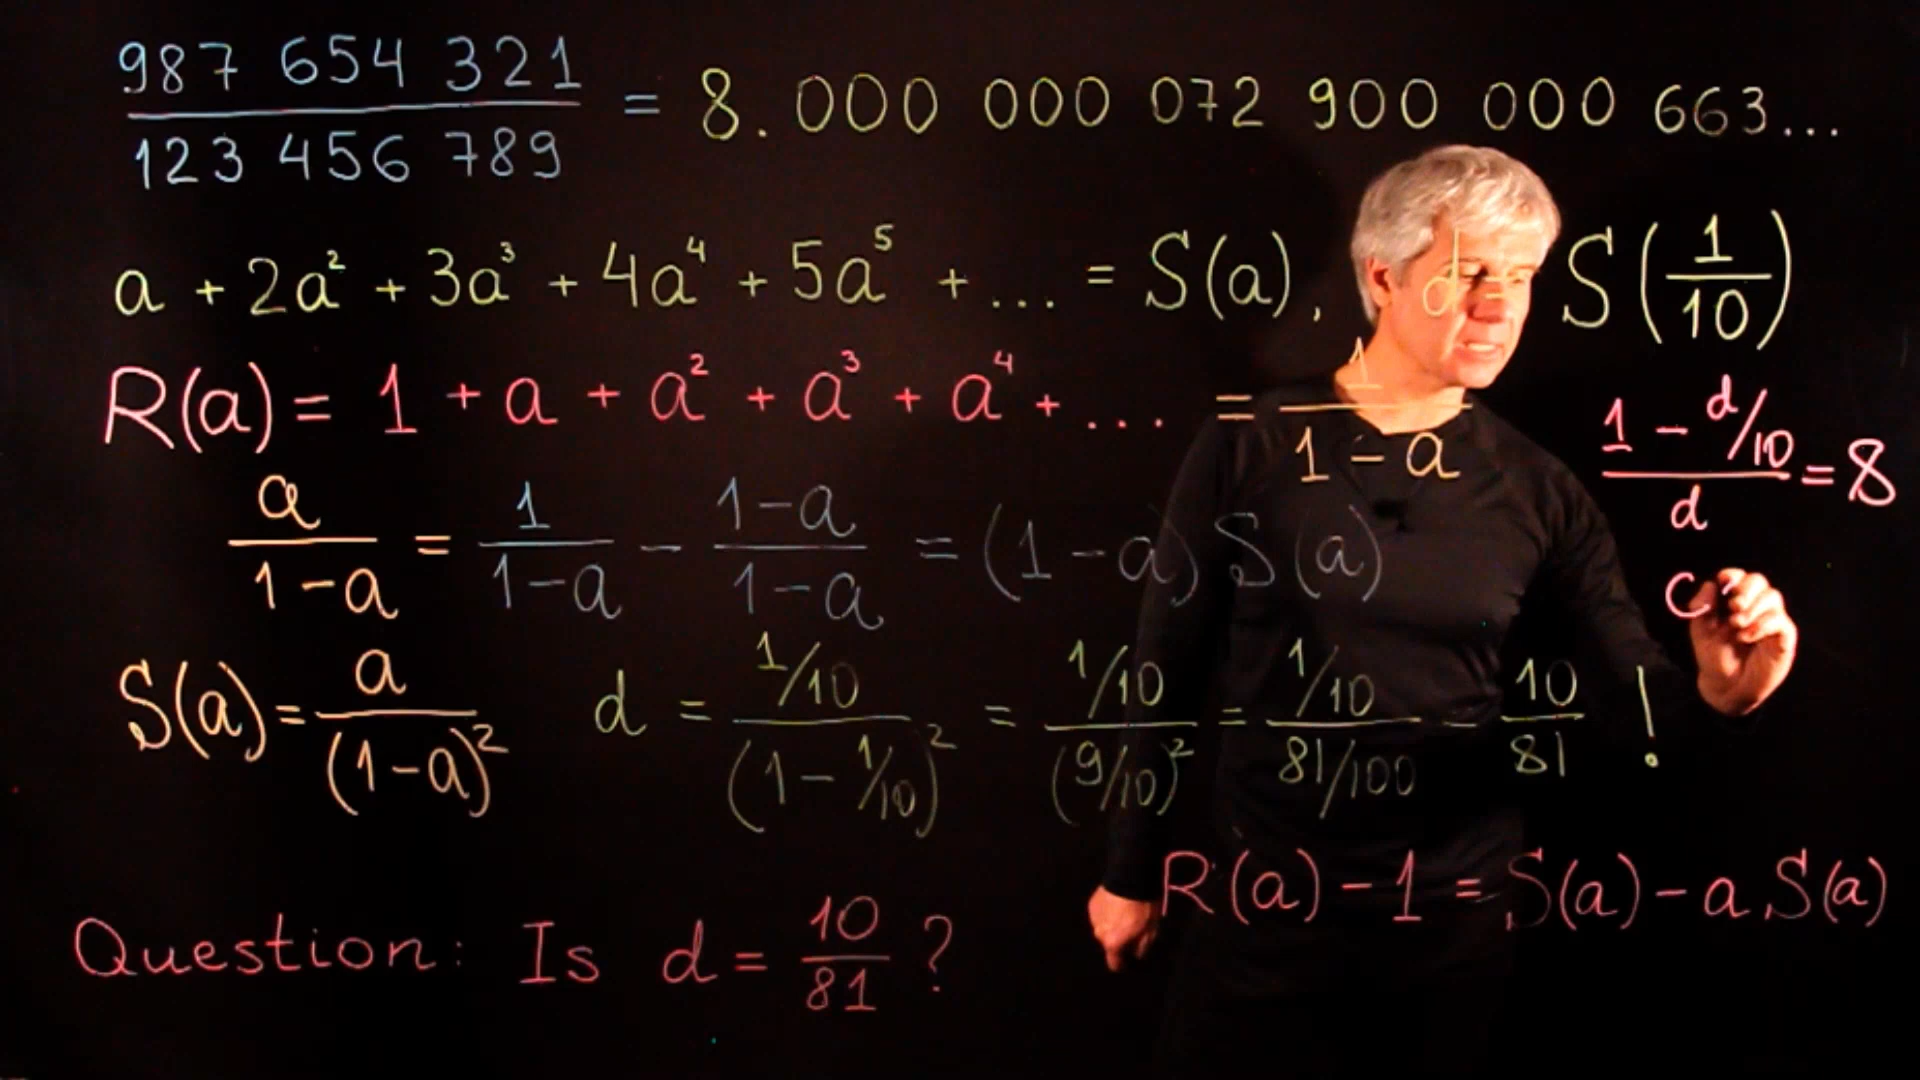 987 654 321 / 123 456 789 = 8.000 000 072 900 000 663...
a + 2a² + 3a³ + 4a⁴ + 5a⁵ + ... = S(a), d = S(1/10)
R(a) = 1 + a + a² + a³ + a⁴ + ... = 1/(1-a)
(1 - d/10)/d = 8
a/(1-a) = 1/(1-a) - (1-a)/(1-a) = (1-a) S(a)
S(a) = a/(1-a)² d = (1/10)/(1 - 1/10)² = (1/10)/(9/10)² = (1/10)/(81/100) = 10/81 !
R(a) - 1 = S(a) - a S(a)
Question: Is d = 10/81 ?